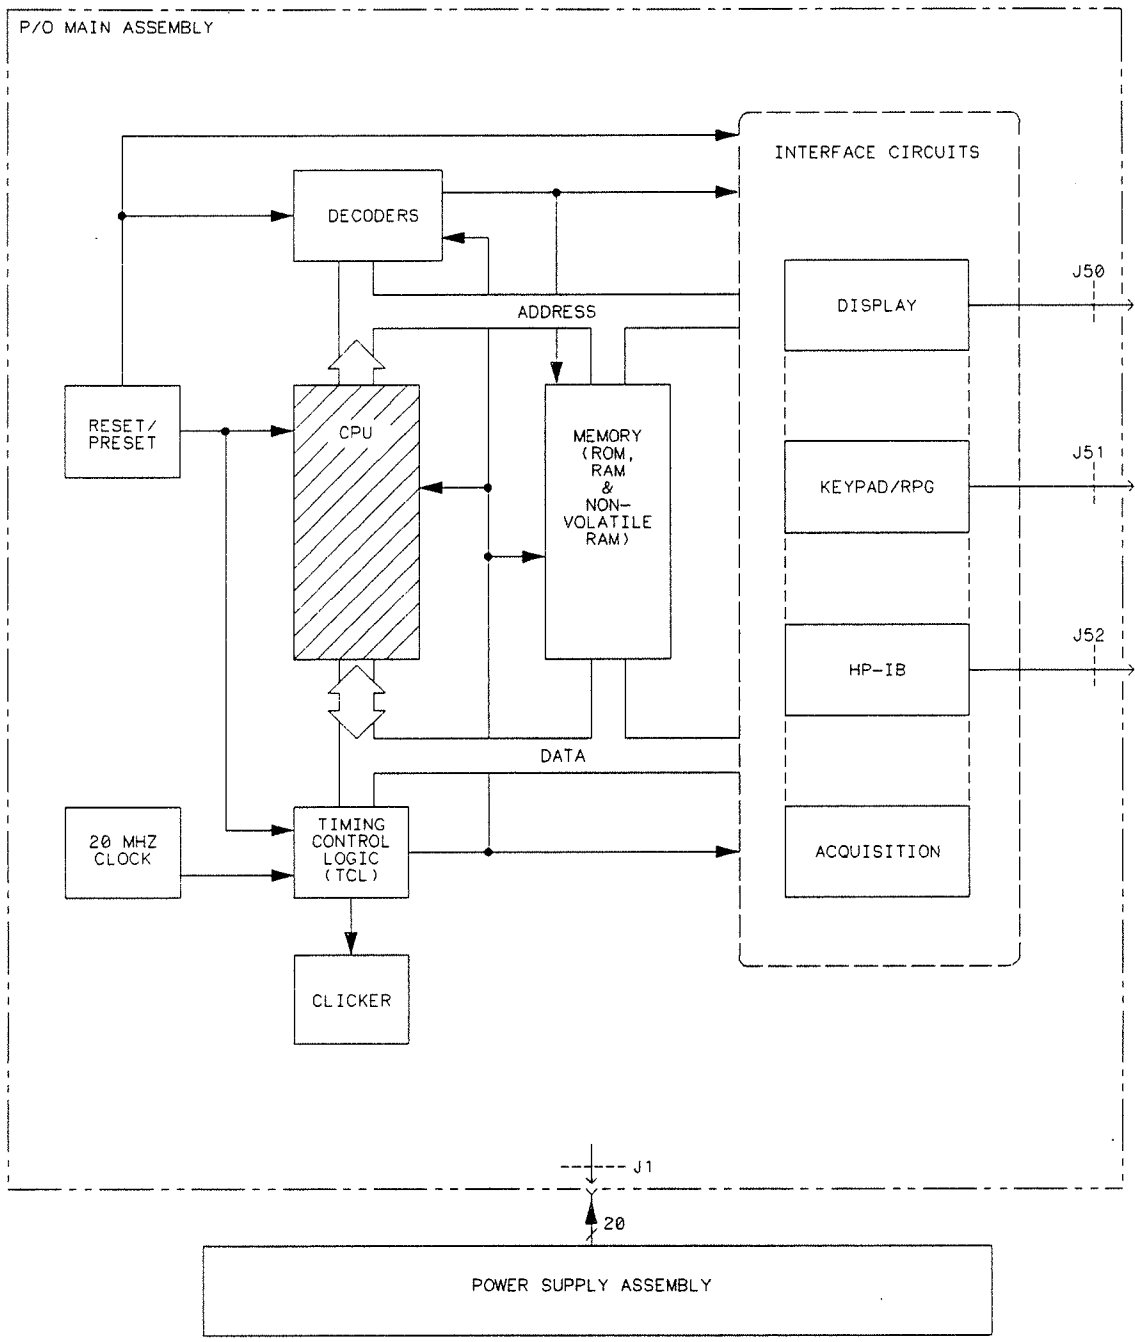 P/O MAIN ASSEMBLY
INTERFACE CIRCUITS
DECODERS
J50
DISPLAY
ADDRESS
RESET/
PRESET
CPU
MEMORY
(ROM,
RAM
&
NON-
VOLATILE
RAM)
J51
KEYPAD/RPG
J52
HP-IB
DATA
20 MHZ
CLOCK
TIMING
CONTROL
LOGIC
(TCL)
ACQUISITION
CLICKER
J1
20
POWER SUPPLY ASSEMBLY